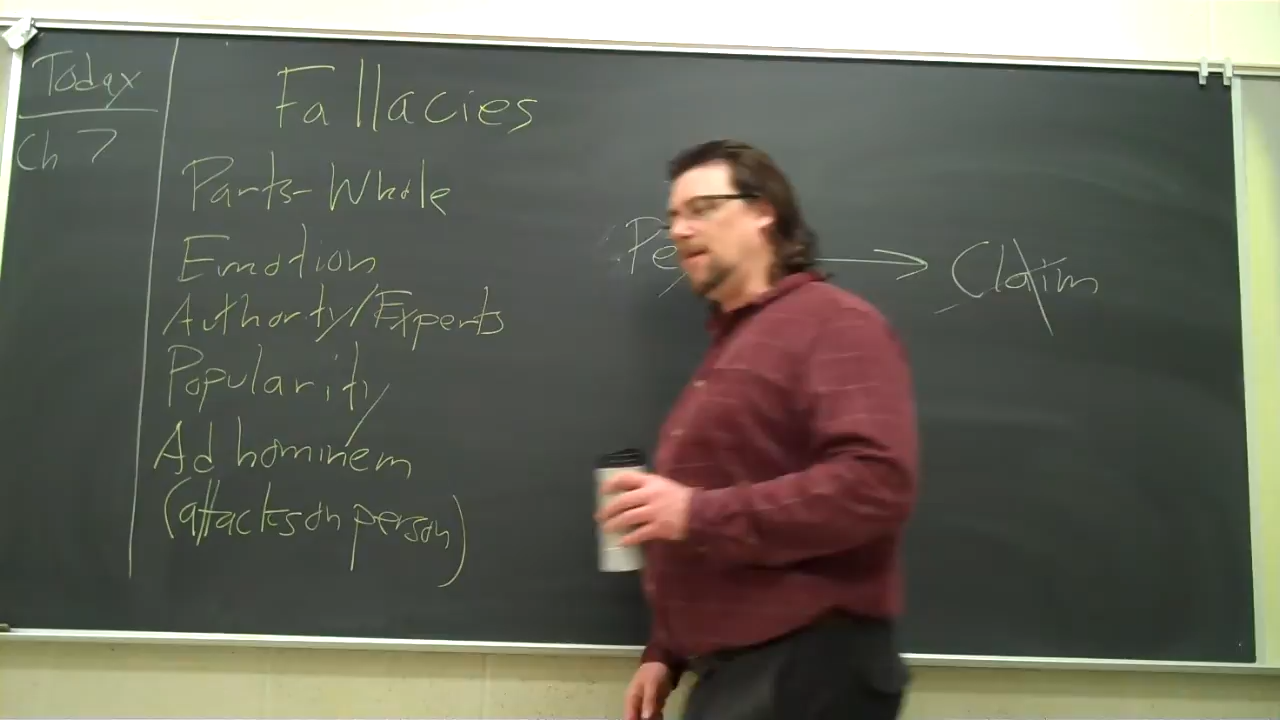 Today
Ch 7
Fallacies
Parts-Whole
Emotion
Authority/Experts
Popularity
Ad hominem
(attacks on person)
Claim